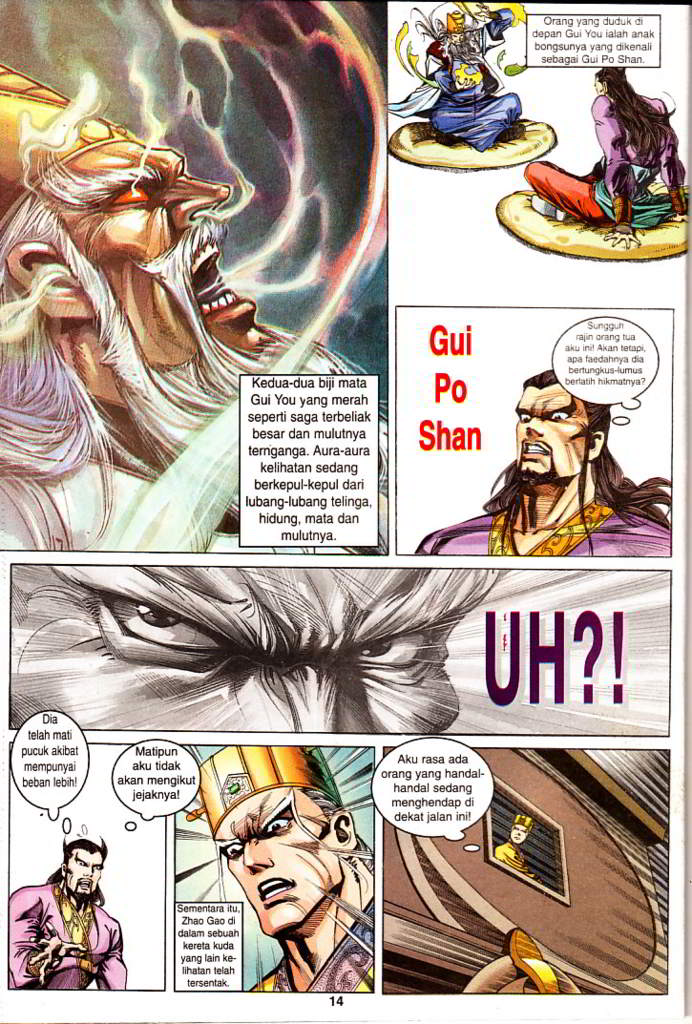 Orang yang duduk di
depan Gui You ialah anak
bongsunya yang dikenali
sebagai Gui Po Shan.
Kedua-dua biji mata
Gui You yang merah
seperti saga terbeliak
besar dan mulutnya
ternganga. Aura-aura
kelihatan sedang
berkepul-kepul dari
lubang-lubang telinga,
hidung, mata dan
mulutnya.
Gui
Po
Shan
Sungguh
rajin orang tua
aku ini! Akan tetapi,
apa faedahnya dia
bertungkus-lumus
berlatih hikmatnya?
UH?!
Dia
telah mati
pucuk akibat
mempunyai
beban lebih!
Matipun
aku tidak
akan mengikut
jejaknya!
Sementara itu,
Zhao Gao di
dalam sebuah
kereta kuda
yang lain ke-
lihatan telah
tersentak.
Aku rasa ada
orang yang handal-
handal sedang
menghendap di
dekat jalan ini!
14